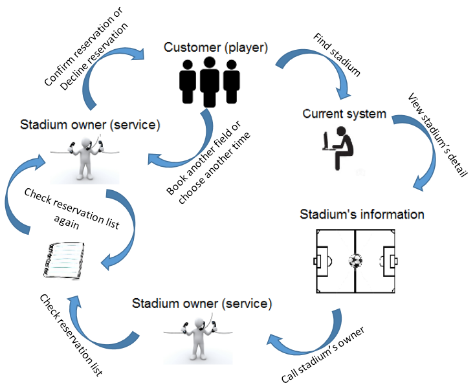 Confirm reservation or
Decline reservation
Customer (player)
Find stadium
Current system
View stadium's detail
Stadium owner (service)
Book another field or
choose another time
Check reservation list
again
Stadium's information
Stadium owner (service)
Call stadium's owner
Check reservation list